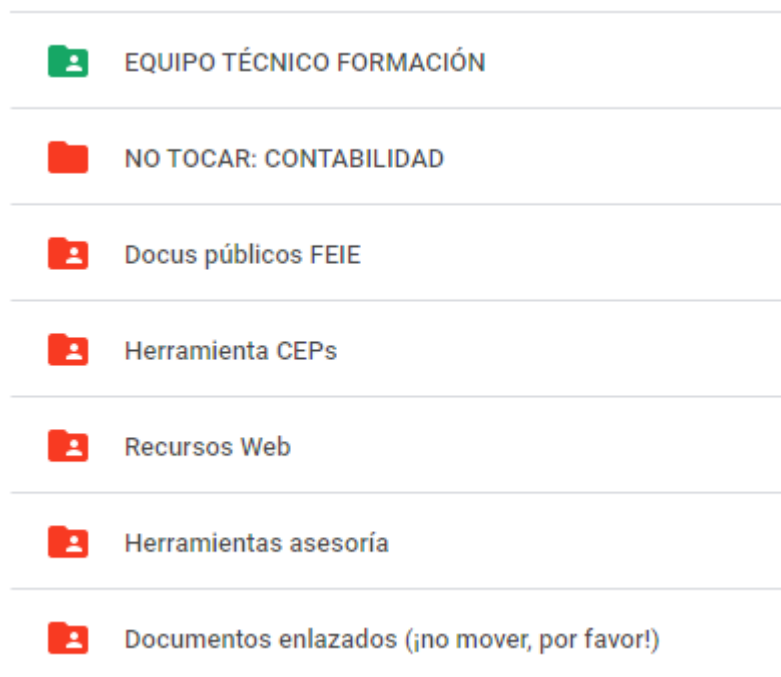 EQUIPO TÉCNICO FORMACIÓN
NO TOCAR: CONTABILIDAD
Docus públicos FEIE
Herramienta CEPs
Recursos Web
Herramientas asesoría
Documentos enlazados (¡no mover, por favor!)